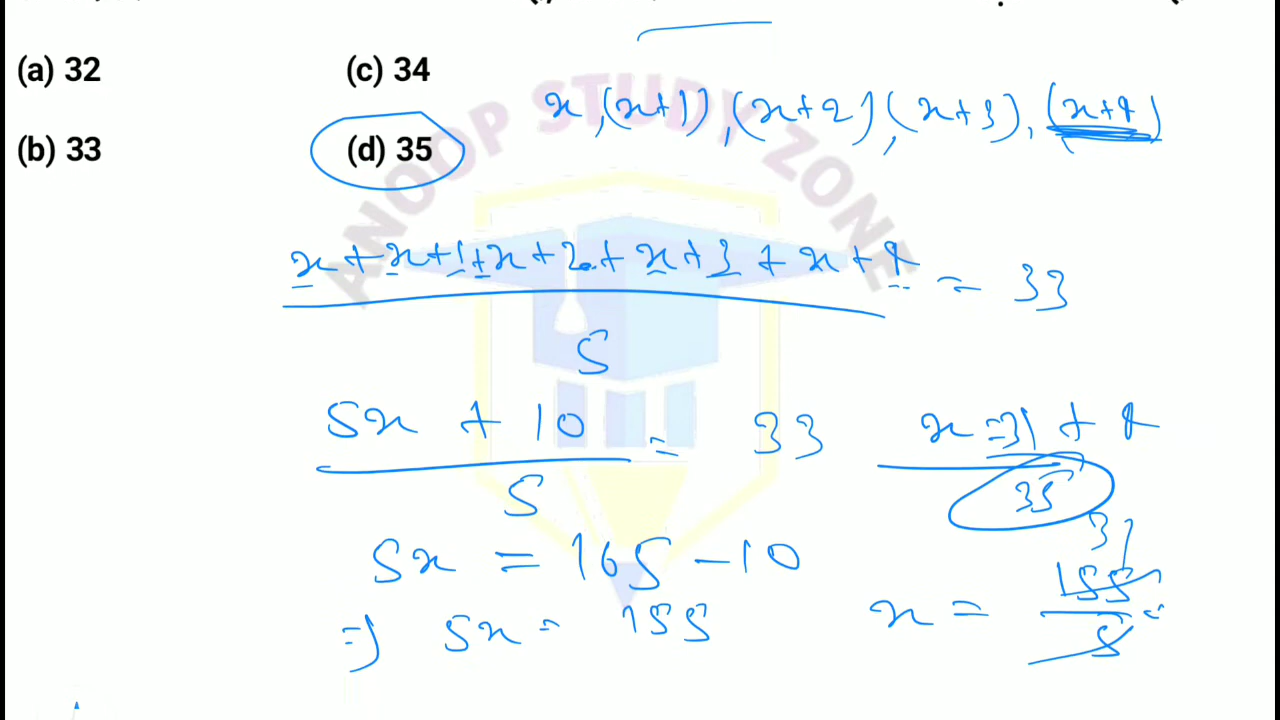 (a) 32 (c) 34
x, (x+1), (x+2), (x+3), (x+4)
(b) 33 (d) 35
ANOOP STUDY ZONE
x + x + 1 + x + 2 + x + 3 + x + 4 = 33
5
5x + 10 = 33 x = 31 + 4
5 35
5x = 165 - 10 31
155
⇒ 5x = 155 x = =
5